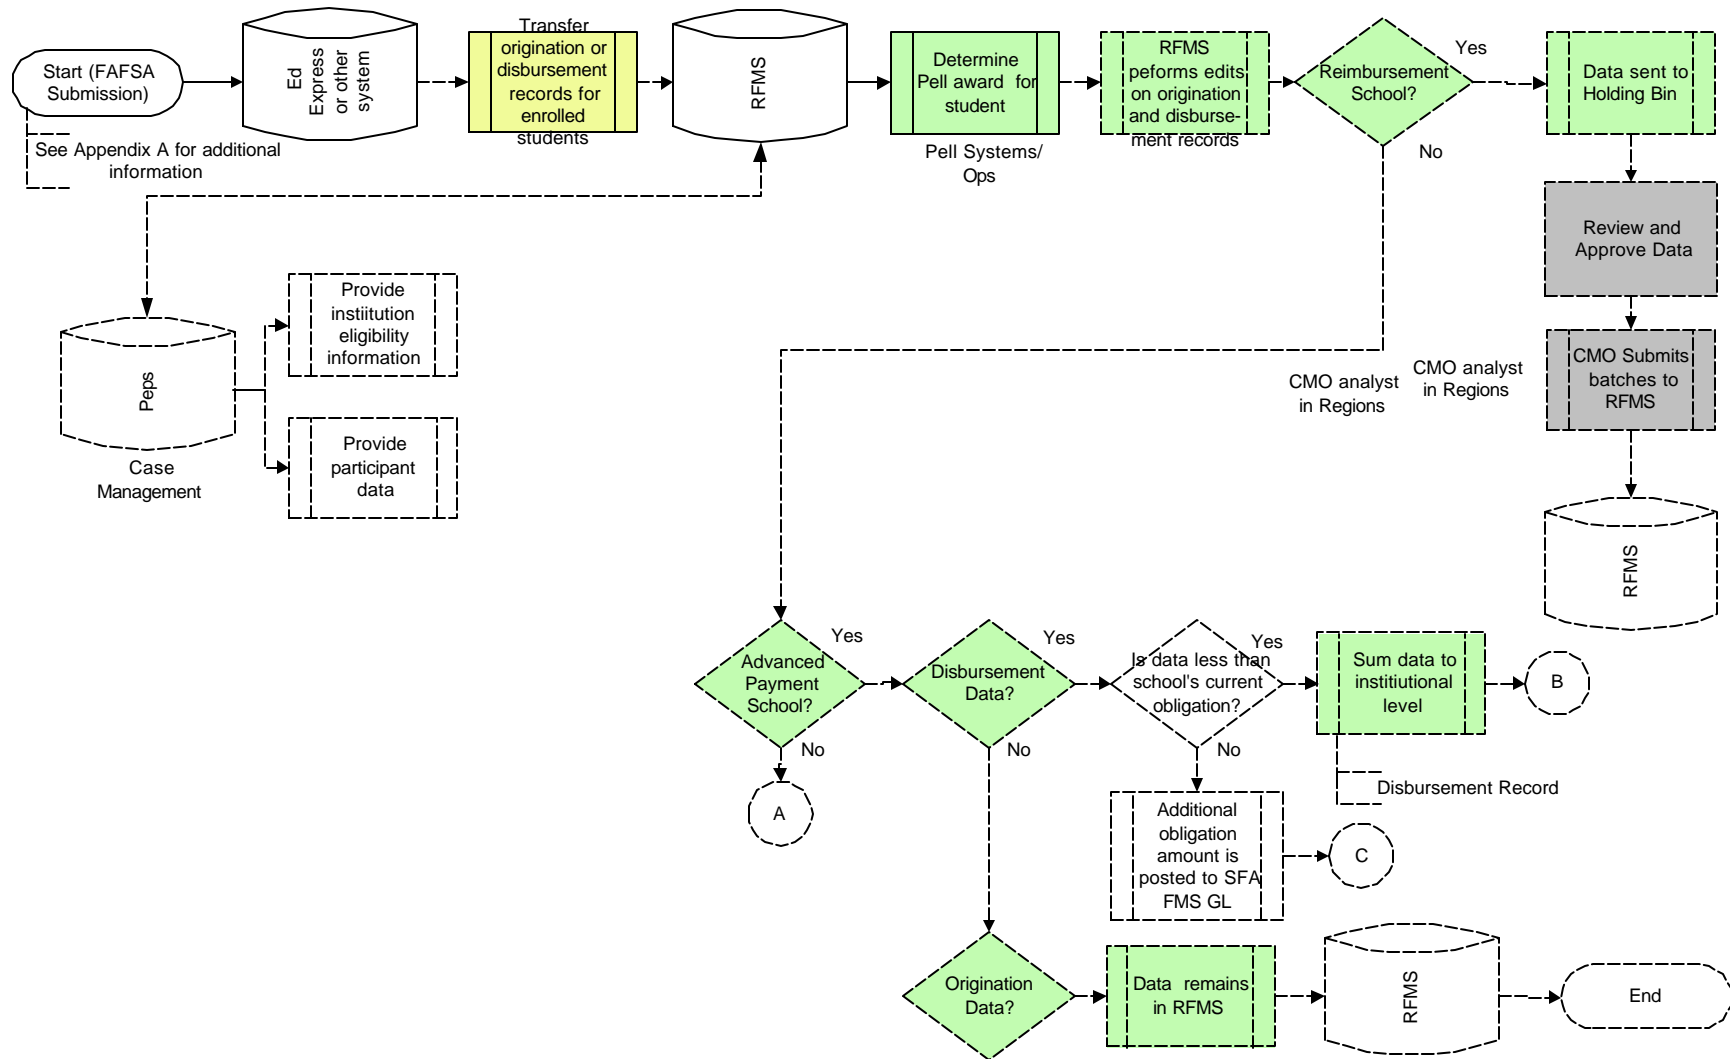 Start (FAFSA
Submission)
See Appendix A for additional
information
Ed
Express
or other
system
Transfer
origination or
disbursement
records for
enrolled
students
RFMS
Determine
Pell award for
student
Pell Systems/
Ops
RFMS
peforms edits
on origination
and disburse-
ment records
Reimbursement
School?
Yes
No
Data sent to
Holding Bin
Review and
Approve Data
CMO analyst
in Regions
CMO analyst
in Regions
CMO Submits
batches to
RFMS
RFMS
Peps
Case
Management
Provide
instiitution
eligibility
information
Provide
participant
data
Advanced
Payment
School?
Yes
No
A
Disbursement
Data?
Yes
No
Is data less than
school's current
obligation?
Yes
No
Sum data to
institiutional
level
B
Disbursement Record
Additional
obligation
amount is
posted to SFA
FMS GL
C
Origination
Data?
Data remains
in RFMS
RFMS
End